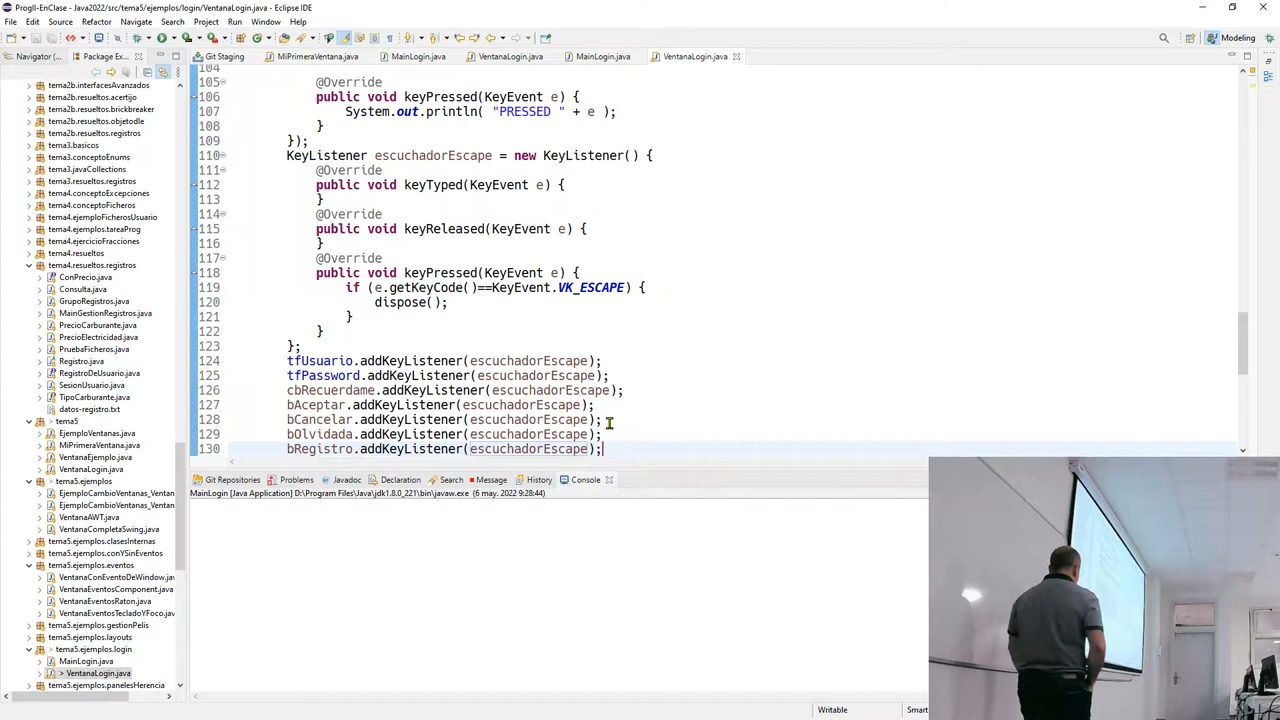 ProgII-EnClase - Java2022/src/tema5/ejemplos/login/VentanaLogin.java - Eclipse IDE
File Edit Source Refactor Navigate Search Project Run Window Help
Modeling
Navigator (...
Package Ex...
Git Staging
MiPrimeraVentana.java
MainLogin.java
VentanaLogin.java
MainLogin.java
VentanaLogin.java
tema2b.interfacesAvanzados
tema2b.resueltos.acertijo
tema2b.resueltos.brickbreaker
tema2b.resueltos.objetodle
tema2b.resueltos.registros
tema3.basicos
tema3.conceptoEnums
tema3.javaCollections
tema3.resueltos.registros
tema4.conceptoExcepciones
tema4.conceptoFicheros
tema4.ejemploFicherosUsuario
tema4.ejemplos.tareaProg
tema4.ejercicioFracciones
tema4.resueltos
tema4.resueltos.registros
ConPrecio.java
Consulta.java
GrupoRegistros.java
MainGestionRegistros.java
PrecioCarburante.java
PrecioElectricidad.java
PruebaFicheros.java
Registro.java
RegistroDeCarburante.java
SesionUsuario.java
TipoCarburante.java
datos-registro.txt
tema5
EjemploVentanas.java
MiPrimeraVentana.java
VentanaEjemplo.java
VentanaLogin.java
tema5.ejemplos
EjemploCambioVentanas_Ventan
EjemploCambioVentanas_Ventan
VentanaAWT.java
VentanaCompletaSwing.java
tema5.ejemplos.clasesInternas
tema5.ejemplos.conYSinEventos
tema5.ejemplos.eventos
VentanaConEventoDeWindow.jav
VentanaEventosComponent.java
VentanaEventosRaton.java
VentanaEventosTecladoYFoco.java
tema5.ejemplos.gestionPelis
tema5.ejemplos.layouts
tema5.ejemplos.login
MainLogin.java
> VentanaLogin.java
tema5.ejemplos.panelesHerencia
104
105 @Override
106 public void keyPressed(KeyEvent e) {
107 System.out.println( "PRESSED " + e );
108 }
109 });
110 KeyListener escuchadorEscape = new KeyListener() {
111 @Override
112 public void keyTyped(KeyEvent e) {
113 }
114 @Override
115 public void keyReleased(KeyEvent e) {
116 }
117 @Override
118 public void keyPressed(KeyEvent e) {
119 if (e.getKeyCode()==KeyEvent.VK_ESCAPE) {
120 dispose();
121 }
122 }
123 };
124 tfUsuario.addKeyListener(escuchadorEscape);
125 tfPassword.addKeyListener(escuchadorEscape);
126 cbRecuerdame.addKeyListener(escuchadorEscape);
127 bAceptar.addKeyListener(escuchadorEscape);
128 bCancelar.addKeyListener(escuchadorEscape);
129 bOlvidada.addKeyListener(escuchadorEscape);
130 bRegistro.addKeyListener(escuchadorEscape);
Git Repositories Problems Javadoc Declaration Search Message History Console
MainLogin [Java Application] D:\Program Files\Java\jdk1.8.0_221\bin\javaw.exe (6 may. 2022 9:28:44)
Writable
Smart